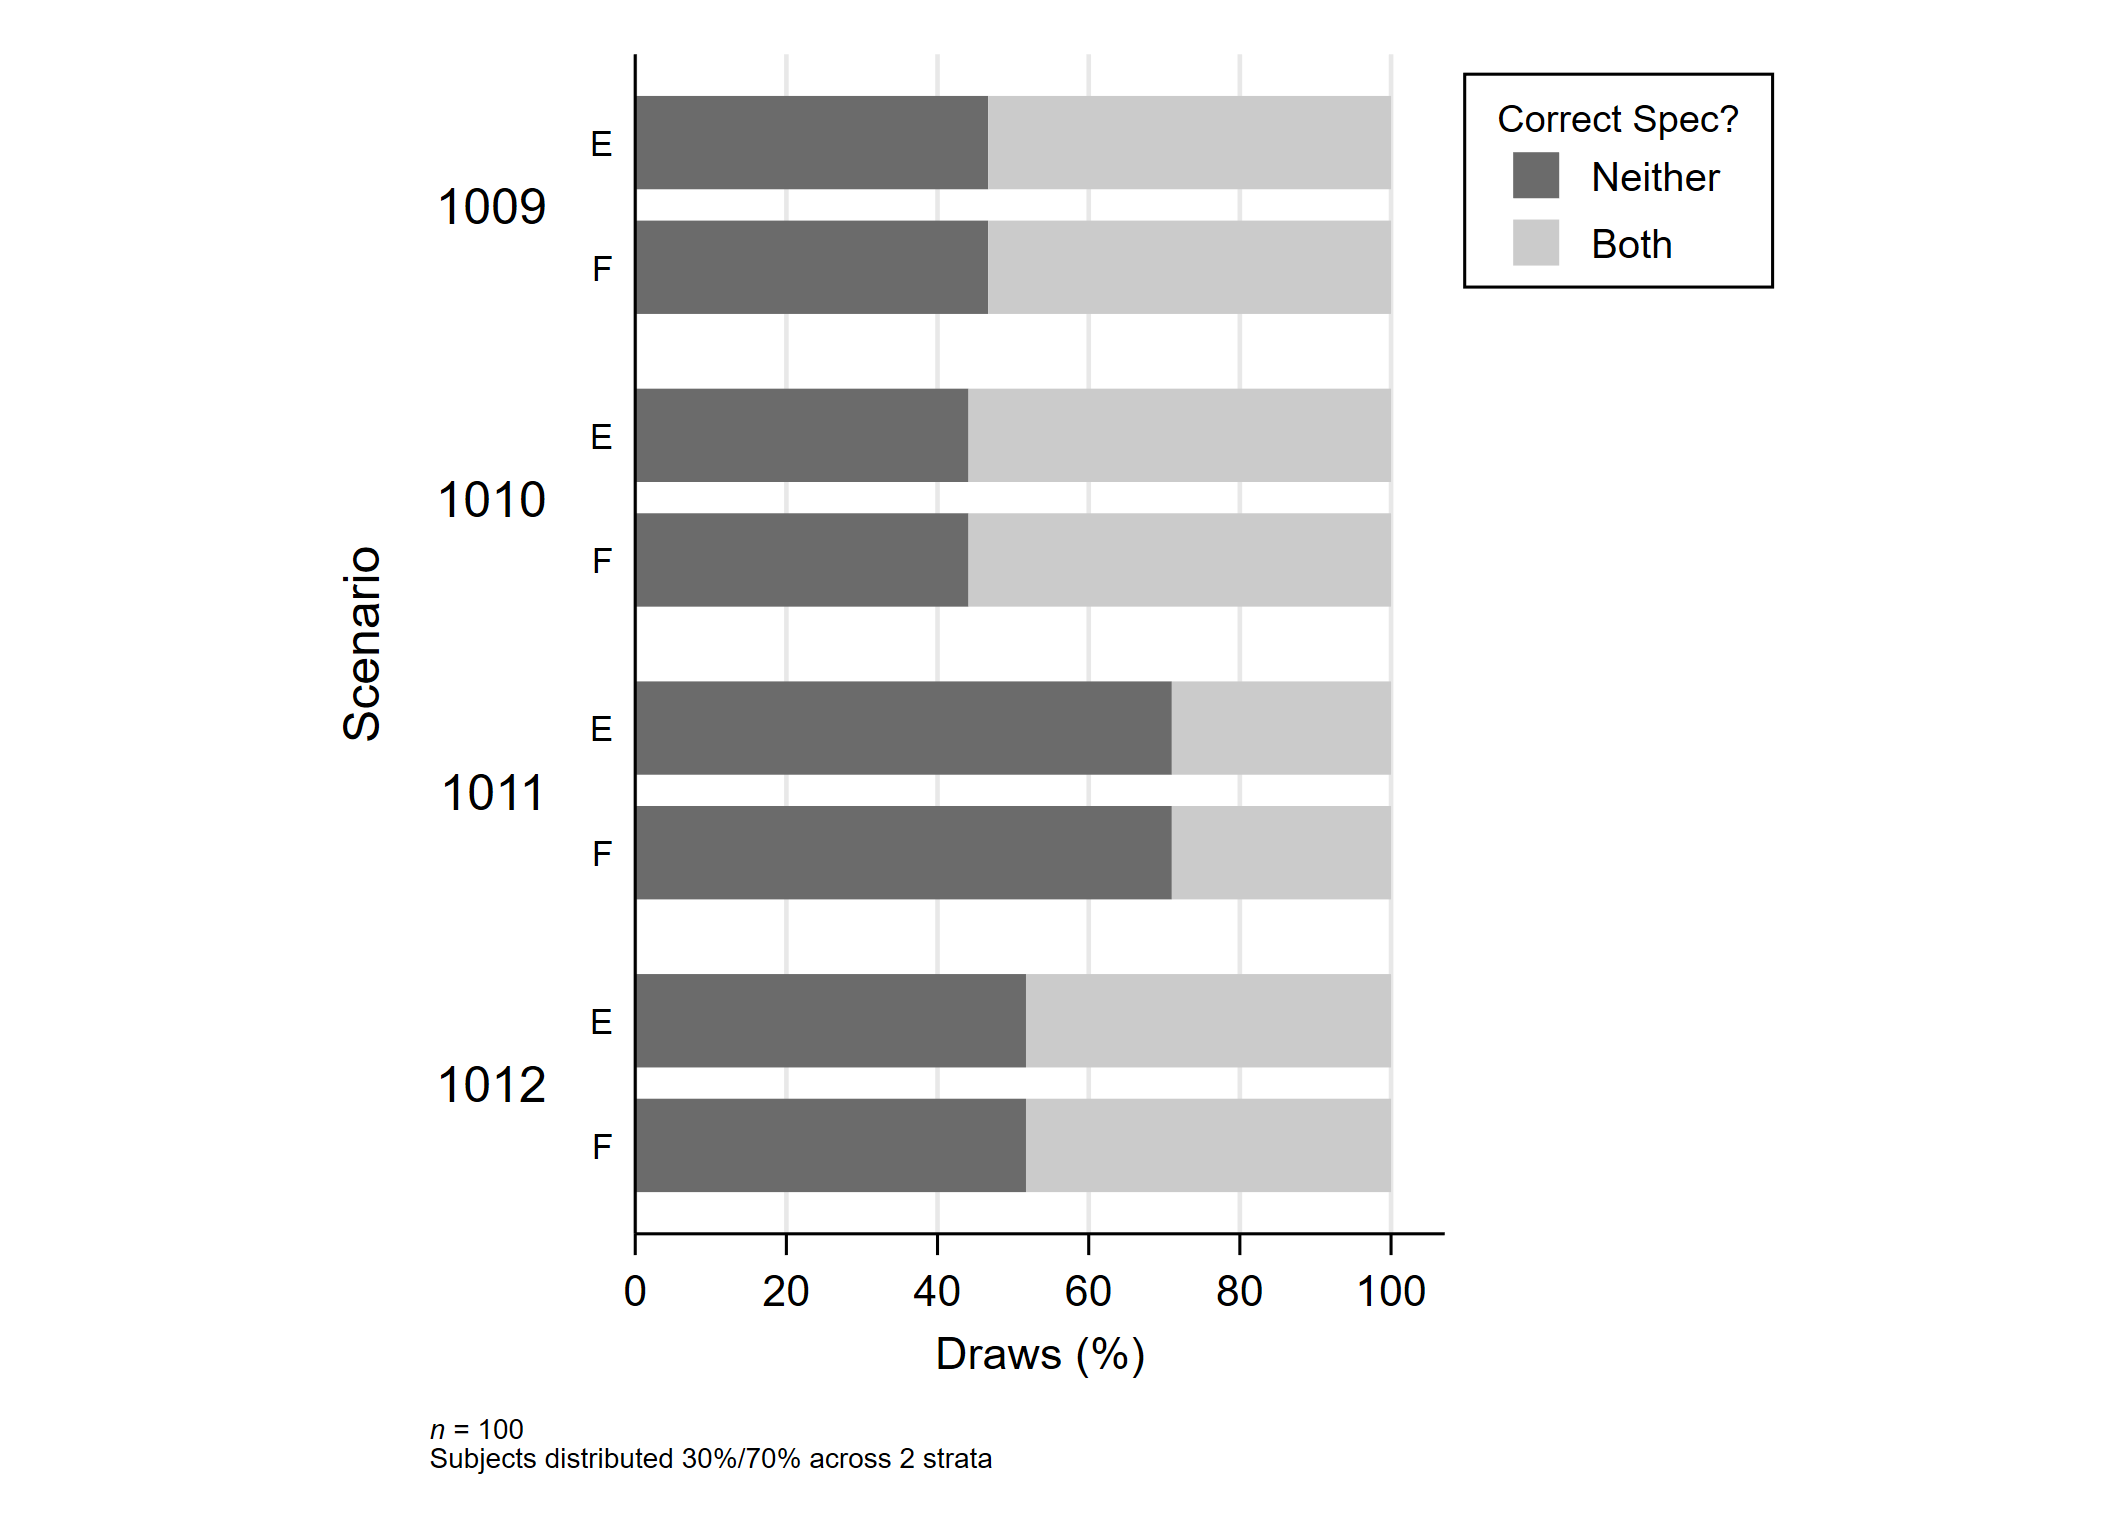 Correct Spec?
Neither
Both
Scenario
1009
E
F
1010
E
F
1011
E
F
1012
E
F
0 20 40 60 80 100
Draws (%)
n = 100
Subjects distributed 30%/70% across 2 strata